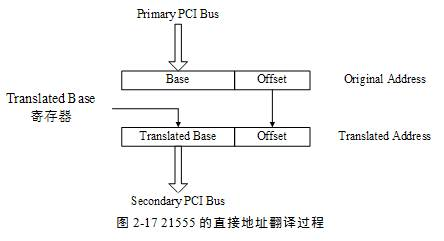 Primary PCI Bus
Base Offset Original Address
Translated Base
寄存器
Translated Base Offset Translated Address
Secondary PCI Bus
图 2-17 21555 的直接地址翻译过程